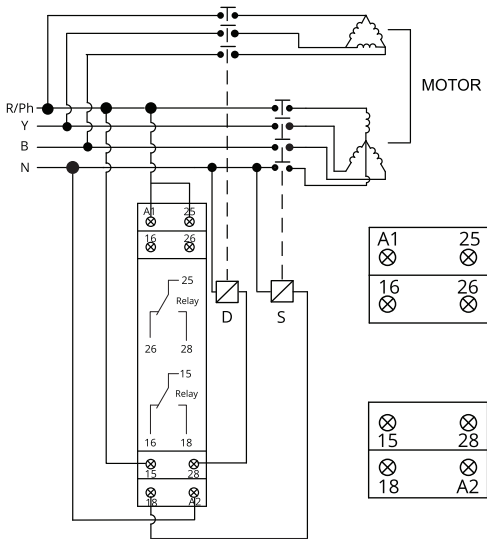 MOTOR
R/Ph
Y
B
N
A1 25
16 26
25
Relay
26 28
15
Relay
16 18
15 28
18 A2
D S
A1 25
16 26
15 28
18 A2